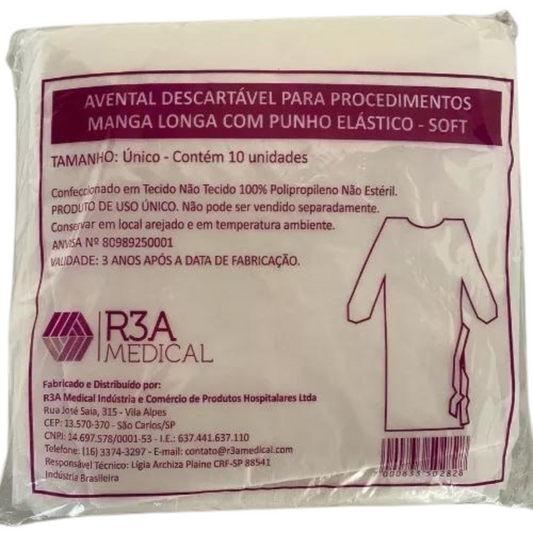 AVENTAL DESCARTÁVEL PARA PROCEDIMENTOS
MANGA LONGA COM PUNHO ELÁSTICO - SOFT
TAMANHO: Único - Contém 10 unidades
Confeccionado em Tecido Não Tecido 100% Polipropileno Não Estéril.
PRODUTO DE USO ÚNICO. Não pode ser vendido separadamente.
Conservar em local arejado e em temperatura ambiente.
ANVISA Nº 80989250001
VALIDADE: 3 ANOS APÓS A DATA DE FABRICAÇÃO.
R3A
MEDICAL
Fabricado e Distribuído por:
R3A Medical Indústria e Comércio de Produtos Hospitalares Ltda
Rua José Saia, 315 - Vila Alpes
CEP: 13.570-370 - São Carlos/SP
CNPJ: 14.697.578/0001-53 - I.E.: 637.441.637.110
Telefone: (16) 3374-3297 - E-mail: contato@r3amedical.com
Responsável Técnico: Lígia Archiza Plaine CRF-SP 88541
Indústria Brasileira